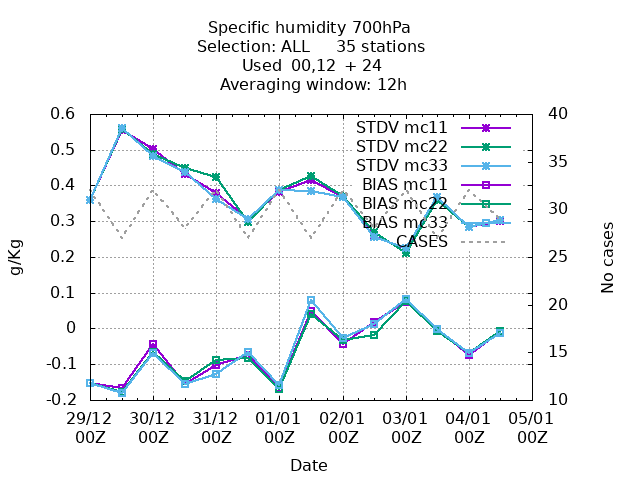 Specific humidity 700hPa
Selection: ALL 35 stations
Used 00,12 + 24
Averaging window: 12h
0.6
0.5
0.4
0.3
0.2
0.1
0
-0.1
-0.2
g/Kg
40
35
30
25
20
15
10
No cases
STDV mc11
STDV mc22
STDV mc33
BIAS mc11
BIAS mc22
BIAS mc33
CASES
29/12 30/12 31/12 01/01 02/01 03/01 04/01 05/01
00Z 00Z 00Z 00Z 00Z 00Z 00Z 00Z
Date